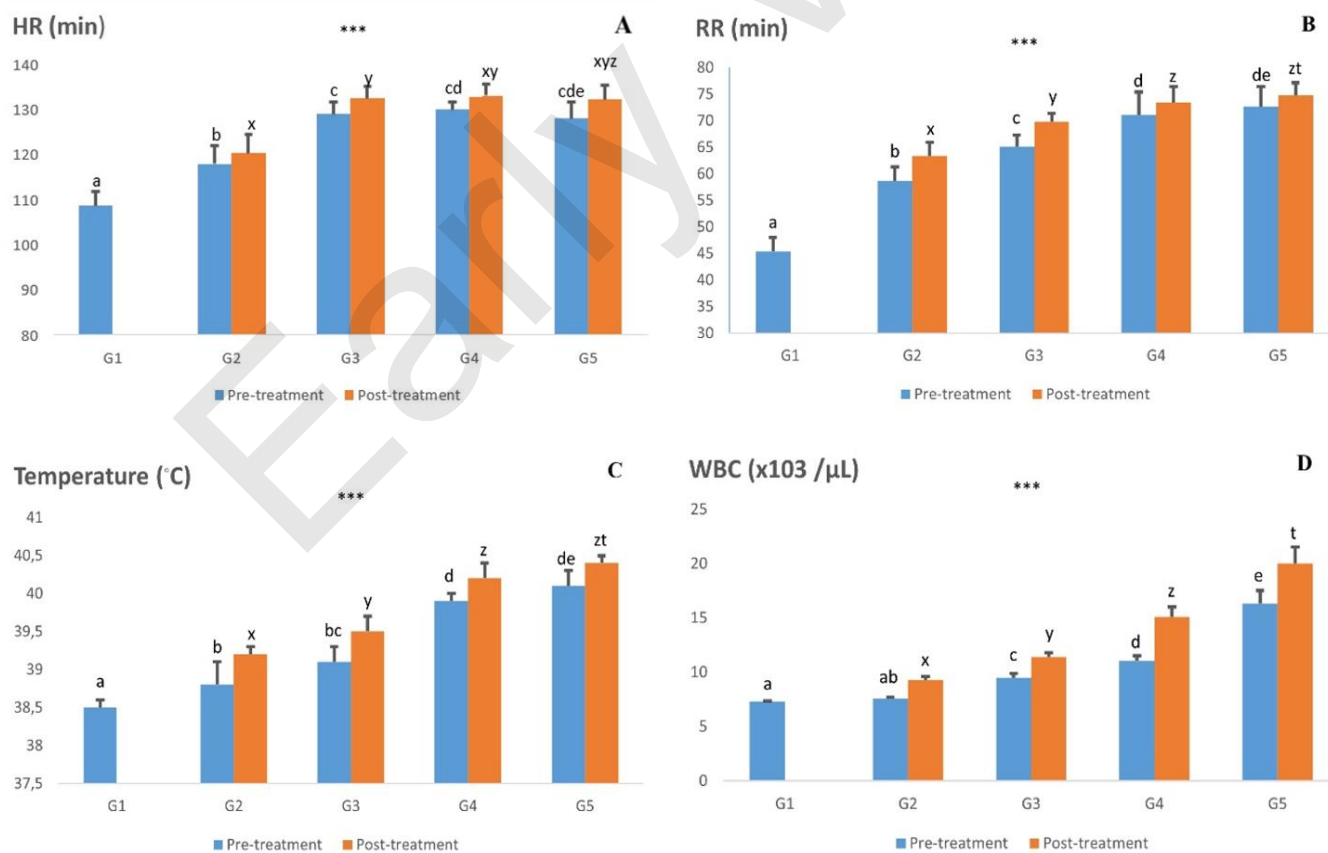 HR (min)
A
***
140
130
120
110
100
90
80
a
b
x
c
y
cd
xy
cde
xyz
G1 G2 G3 G4 G5
Pre-treatment Post-treatment
RR (min)
B
***
80
75
70
65
60
55
50
45
40
35
30
a
b
x
c
y
d
z
de
zt
G1 G2 G3 G4 G5
Pre-treatment Post-treatment
Temperature (°C)
C
***
41
40,5
40
39,5
39
38,5
38
37,5
a
b
x
bc
y
d
z
de
zt
G1 G2 G3 G4 G5
Pre-treatment Post-treatment
WBC (x103 /µL)
D
***
25
20
15
10
5
0
a
ab
x
c
y
d
z
e
t
G1 G2 G3 G4 G5
Pre-treatment Post-treatment
Early